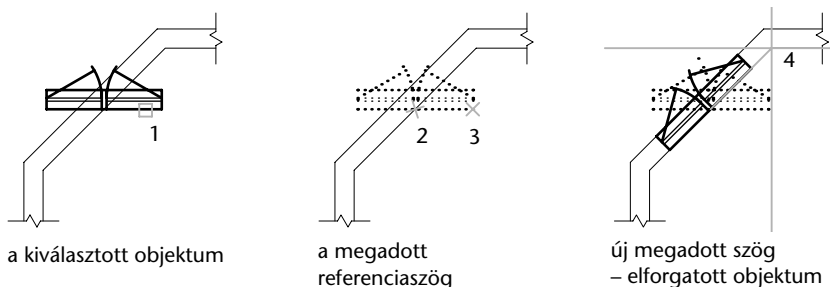 1
2
3
4
a kiválasztott objektum
a megadott
referenciaszög
új megadott szög
– elforgatott objektum